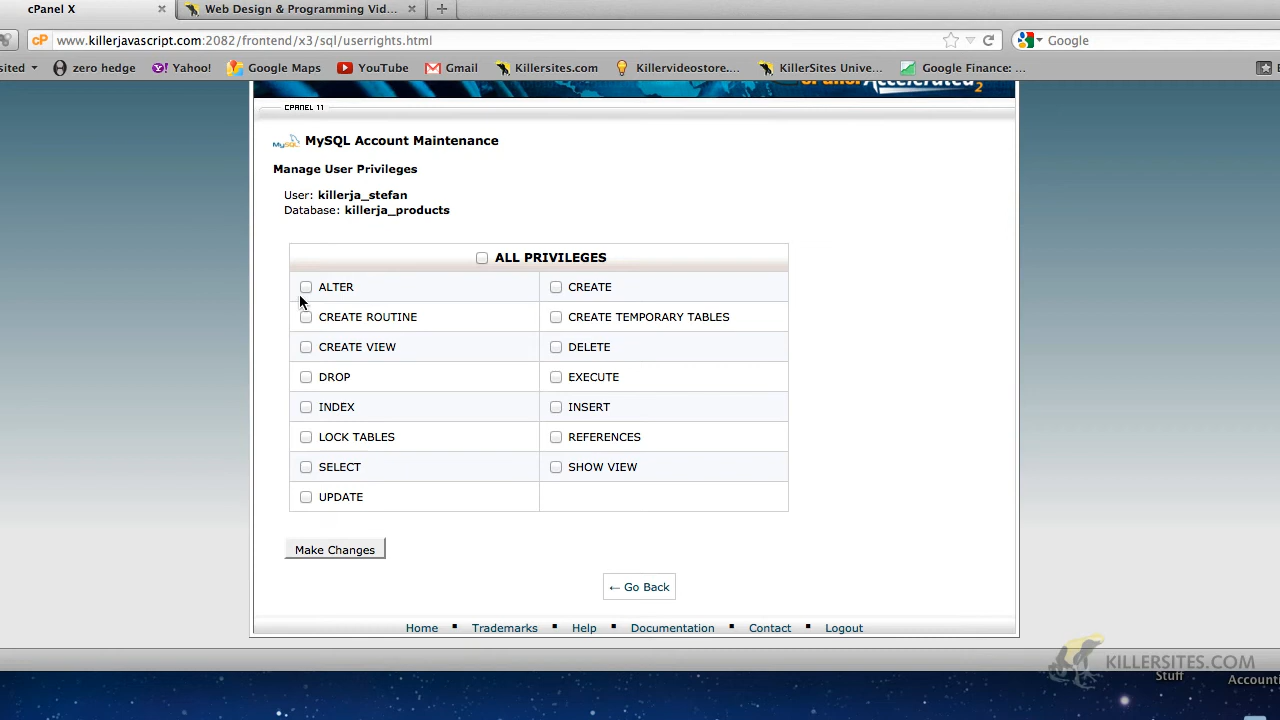 cPanel X
Web Design & Programming Vid...
www.killerjavascript.com:2082/frontend/x3/sql/userrights.html
Google
sited
zero hedge
Yahoo!
Google Maps
YouTube
Gmail
Killersites.com
Killervideostore....
KillerSites Unive...
Google Finance: ...
CPANEL 11
MySQL MySQL Account Maintenance
Manage User Privileges
User: killerja_stefan
Database: killerja_products
ALL PRIVILEGES
ALTER CREATE
CREATE ROUTINE CREATE TEMPORARY TABLES
CREATE VIEW DELETE
DROP EXECUTE
INDEX INSERT
LOCK TABLES REFERENCES
SELECT SHOW VIEW
UPDATE
Make Changes
← Go Back
Home ▪ Trademarks ▪ Help ▪ Documentation ▪ Contact ▪ Logout
KILLERSITES.COM
Stuff
Accounti